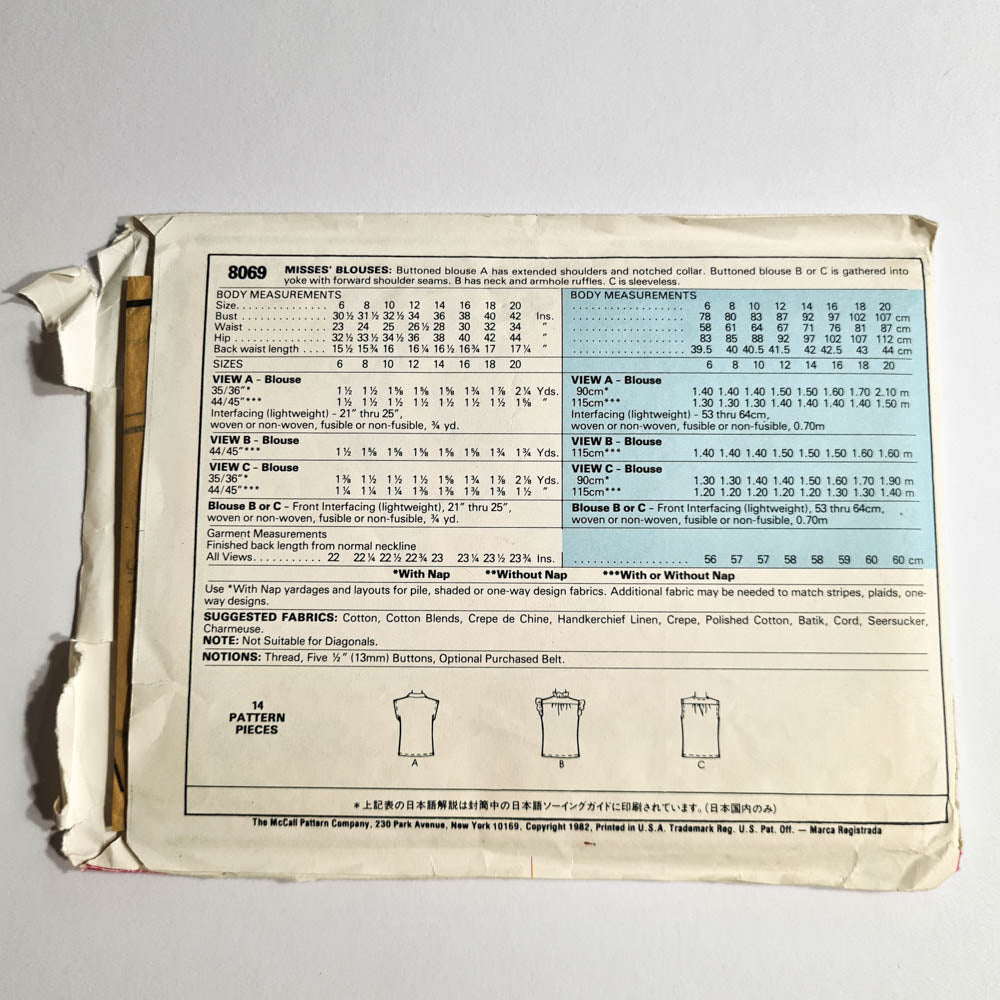 8069 MISSES' BLOUSES: Buttoned blouse A has extended shoulders and notched collar. Buttoned blouse B or C is gathered into
yoke with forward shoulder seams. B has neck and armhole ruffles. C is sleeveless.
BODY MEASUREMENTS BODY MEASUREMENTS
Size............. 6 8 10 12 14 16 18 20 ................... 6 8 10 12 14 16 18 20
Bust ............. 30½ 31½ 32½ 34 36 38 40 42 Ins. ................... 78 80 83 87 92 97 102 107 cm
Waist ............. 23 24 25 26½ 28 30 32 34 " ................... 58 61 64 67 71 76 81 87 cm
Hip ............. 32½ 33½ 34½ 36 38 40 42 44 " ................... 83 85 88 92 97 102 107 112 cm
Back waist length .... 15½ 15¾ 16 16¼ 16½ 16¾ 17 17¼ " ................... 39.5 40 40.5 41.5 42 42.5 43 44 cm
SIZES 6 8 10 12 14 16 18 20 6 8 10 12 14 16 18 20
VIEW A - Blouse VIEW A - Blouse
35/36"* 1½ 1½ 1⅝ 1⅝ 1⅝ 1¾ 1⅞ 2¼ Yds. 90cm* 1.40 1.40 1.40 1.50 1.50 1.60 1.70 2.10 m
44/45"*** 1½ 1½ 1½ 1½ 1½ 1½ 1½ 1⅝ " 115cm*** 1.30 1.30 1.30 1.40 1.40 1.40 1.40 1.50 m
Interfacing (lightweight) - 21" thru 25", Interfacing (lightweight) - 53 thru 64cm,
woven or non-woven, fusible or non-fusible, ¾ yd. woven or non-woven, fusible or non-fusible, 0.70m
VIEW B - Blouse VIEW B - Blouse
44/45"*** 1½ 1⅝ 1⅝ 1⅝ 1⅝ 1⅝ 1¾ 1¾ Yds. 115cm*** 1.40 1.40 1.40 1.50 1.50 1.50 1.60 1.60 m
VIEW C - Blouse VIEW C - Blouse
35/36"* 1⅜ 1½ 1½ 1½ 1⅝ 1¾ 1⅞ 2⅛ Yds. 90cm* 1.30 1.30 1.40 1.40 1.50 1.60 1.70 1.90 m
44/45"*** 1¼ 1¼ 1¼ 1⅜ 1⅜ 1⅜ 1⅜ 1½ " 115cm*** 1.20 1.20 1.20 1.20 1.20 1.30 1.30 1.40 m
Blouse B or C - Front Interfacing (lightweight), 21" thru 25", Blouse B or C - Front Interfacing (lightweight), 53 thru 64cm,
woven or non-woven, fusible or non-fusible, ¾ yd. woven or non-woven, fusible or non-fusible, 0.70m
Garment Measurements
Finished back length from normal neckline
All Views........... 22 22¼ 22½ 22¾ 23 23¼ 23½ 23¾ Ins. ................... 56 57 57 58 58 59 60 60 cm
*With Nap **Without Nap ***With or Without Nap
Use *With Nap yardages and layouts for pile, shaded or one-way design fabrics. Additional fabric may be needed to match stripes, plaids, one-
way designs.
SUGGESTED FABRICS: Cotton, Cotton Blends, Crepe de Chine, Handkerchief Linen, Crepe, Polished Cotton, Batik, Cord, Seersucker,
Charmeuse.
NOTE: Not Suitable for Diagonals.
NOTIONS: Thread, Five ½" (13mm) Buttons, Optional Purchased Belt.
14
PATTERN
PIECES
A B C
*上記表の日本語解説は封筒中の日本語ソーイングガイドに印刷されています。(日本国内のみ)
The McCall Pattern Company, 230 Park Avenue, New York 10169, Copyright 1982, Printed in U.S.A. Trademark Reg. U.S. Pat. Off. — Marca Registrada